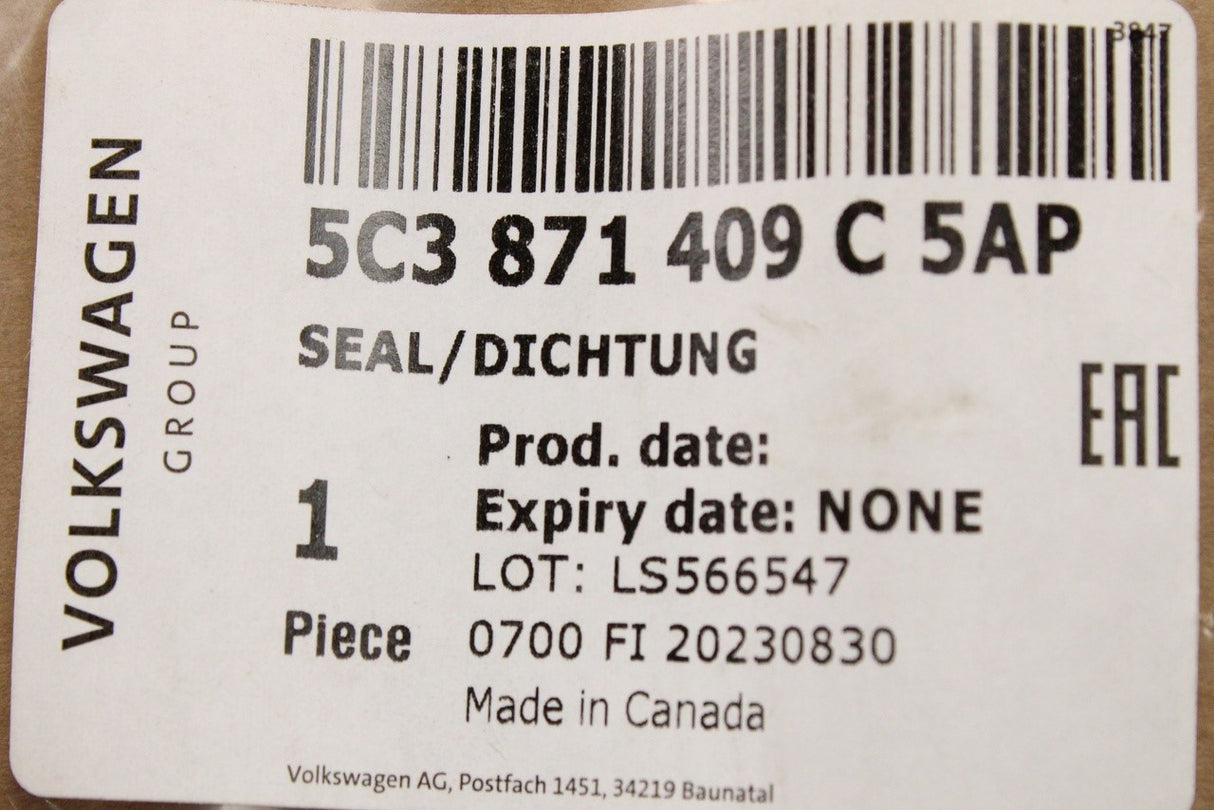 3847
5C3 871 409 C 5AP
SEAL/DICHTUNG
EAC
Prod. date:
Expiry date: NONE
1
LOT: LS566547
Piece
0700 FI 20230830
Made in Canada
Volkswagen AG, Postfach 1451, 34219 Baunatal
VOLKSWAGEN
GROUP